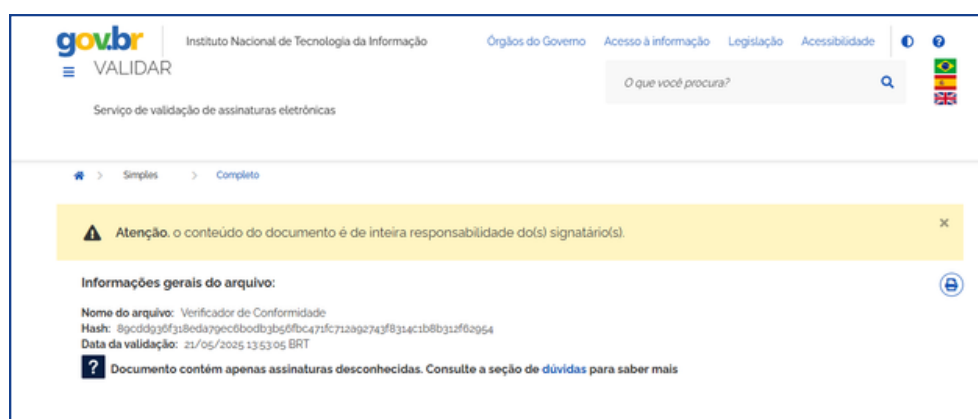 gov.br
Instituto Nacional de Tecnologia da Informação
Órgãos do Governo Acesso à informação Legislação Acessibilidade
VALIDAR
O que você procura?
Serviço de validação de assinaturas eletrônicas
Simples > Completo
Atenção. o conteúdo do documento é de inteira responsabilidade do(s) signatário(s).
Informações gerais do arquivo:
Nome do arquivo: Verificador de Conformidade
Hash: 89cdd936f318eda79ec6b0db3b56fbc471fc712a92743f8314c1b8b312f62954
Data da validação: 21/05/2025 13:53:05 BRT
Documento contém apenas assinaturas desconhecidas. Consulte a seção de dúvidas para saber mais